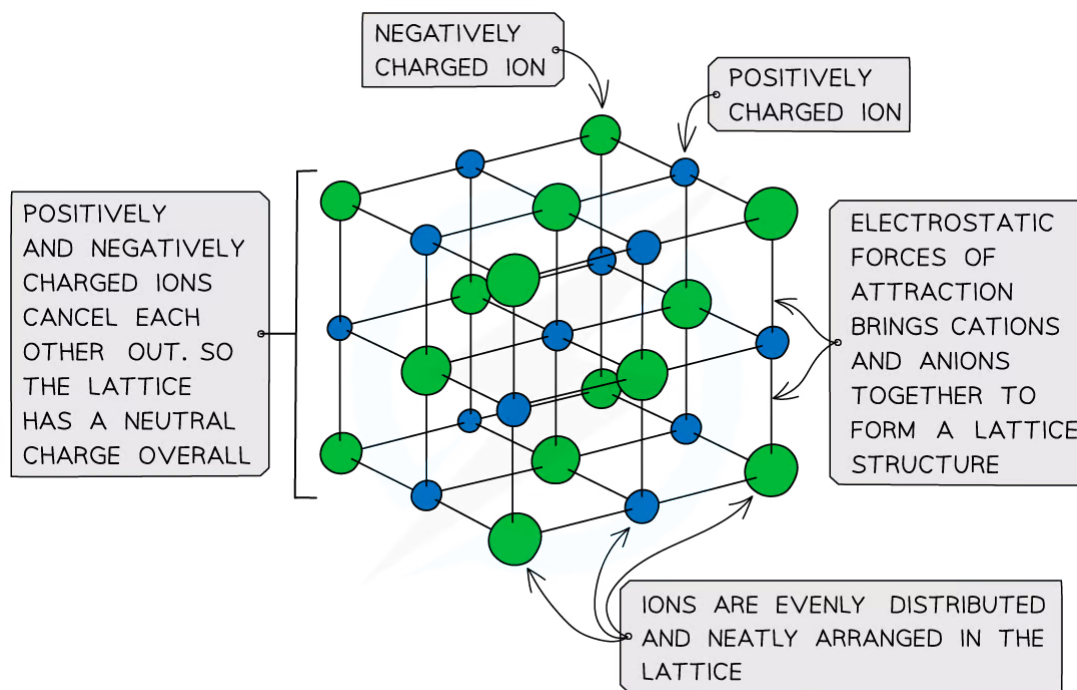 NEGATIVELY
CHARGED ION
POSITIVELY
CHARGED ION
POSITIVELY
AND NEGATIVELY
CHARGED IONS
CANCEL EACH
OTHER OUT. SO
THE LATTICE
HAS A NEUTRAL
CHARGE OVERALL
ELECTROSTATIC
FORCES OF
ATTRACTION
BRINGS CATIONS
AND ANIONS
TOGETHER TO
FORM A LATTICE
STRUCTURE
IONS ARE EVENLY DISTRIBUTED
AND NEATLY ARRANGED IN THE
LATTICE